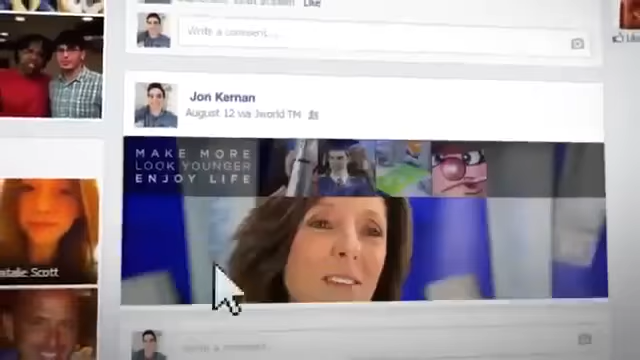 Like
Write a comment...
Like
Jon Kernan
August 12 via Jworld TM
MAKE MORE
LOOK YOUNGER
ENJOY LIFE
Natalie Scott
Write a comment...